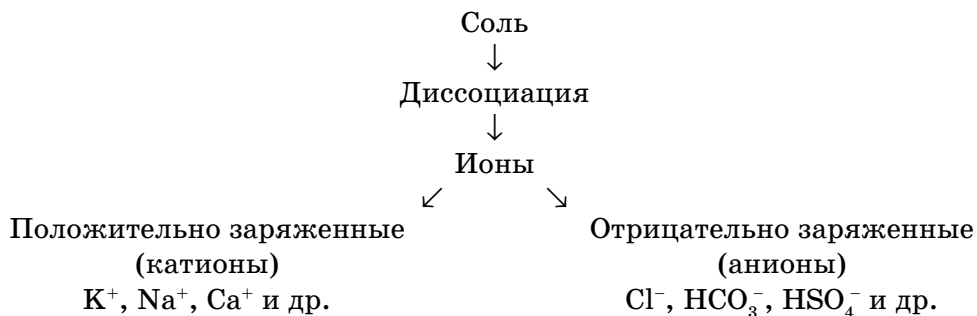 Соль
↓
Диссоциация
↓
Ионы
↙ ↘
Положительно заряженные Отрицательно заряженные
(катионы) (анионы)
K⁺, Na⁺, Ca⁺ и др. Cl⁻, HCO₃⁻, HSO₄⁻ и др.